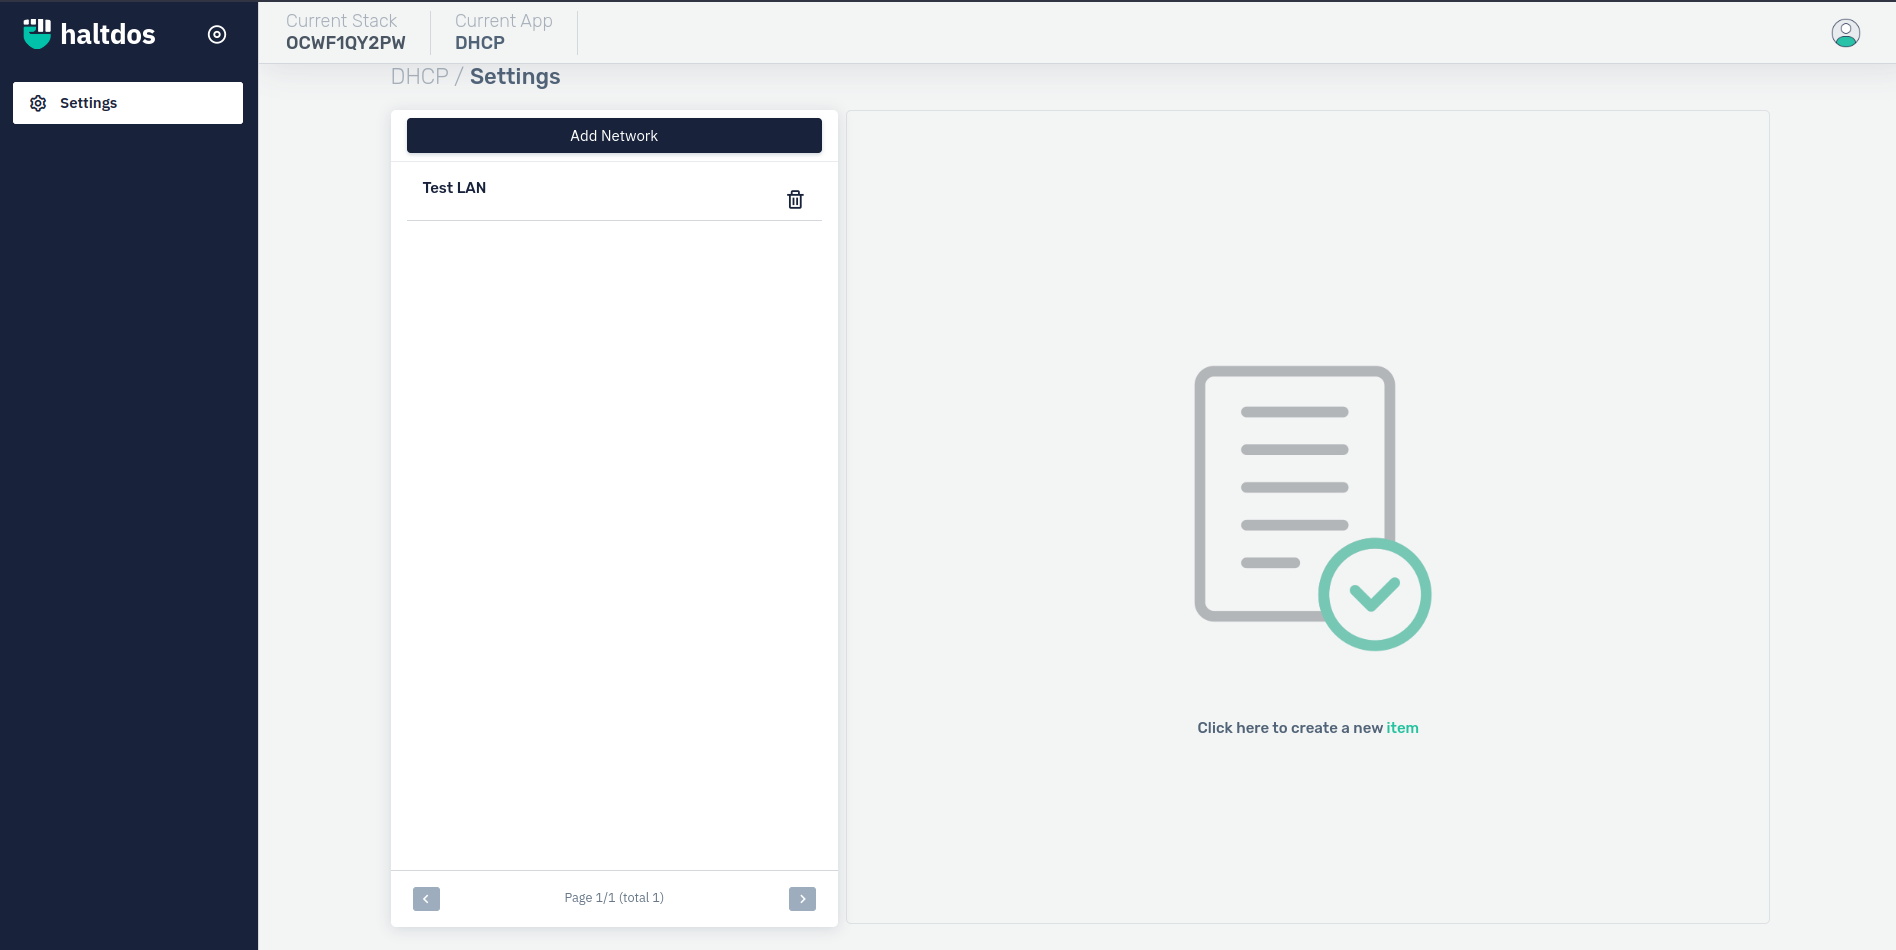 haltdos
Current Stack
OCWF1QY2PW
Current App
DHCP
Settings
DHCP / Settings
Add Network
Test LAN
Click here to create a new item
Page 1/1 (total 1)